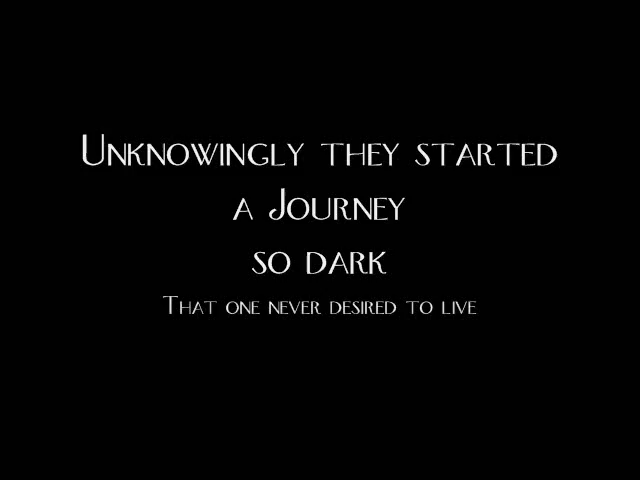 Unknowingly they started
a Journey
so dark
That one never desired to live